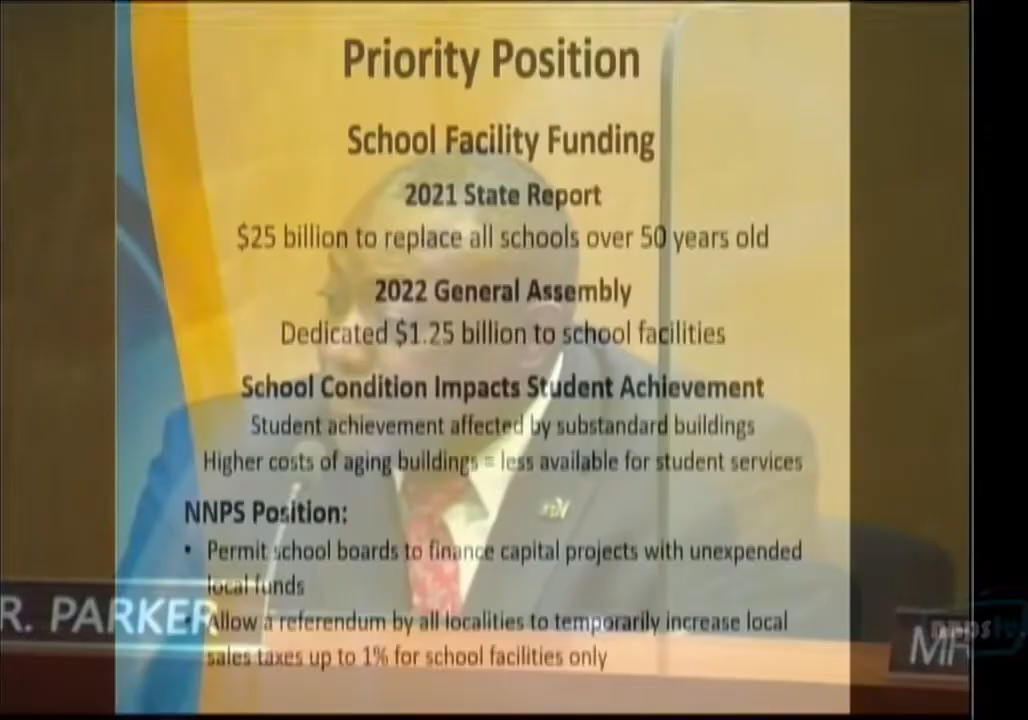 Priority Position
School Facility Funding
2021 State Report
$25 billion to replace all schools over 50 years old
2022 General Assembly
Dedicated $1.25 billion to school facilities
School Condition Impacts Student Achievement
Student achievement affected by substandard buildings
Higher costs of aging buildings = less available for student services
NNPS Position:
• Permit school boards to finance capital projects with unexpended
local funds
• Allow a referendum by all localities to temporarily increase local
sales taxes up to 1% for school facilities only
R. PARKER
MR